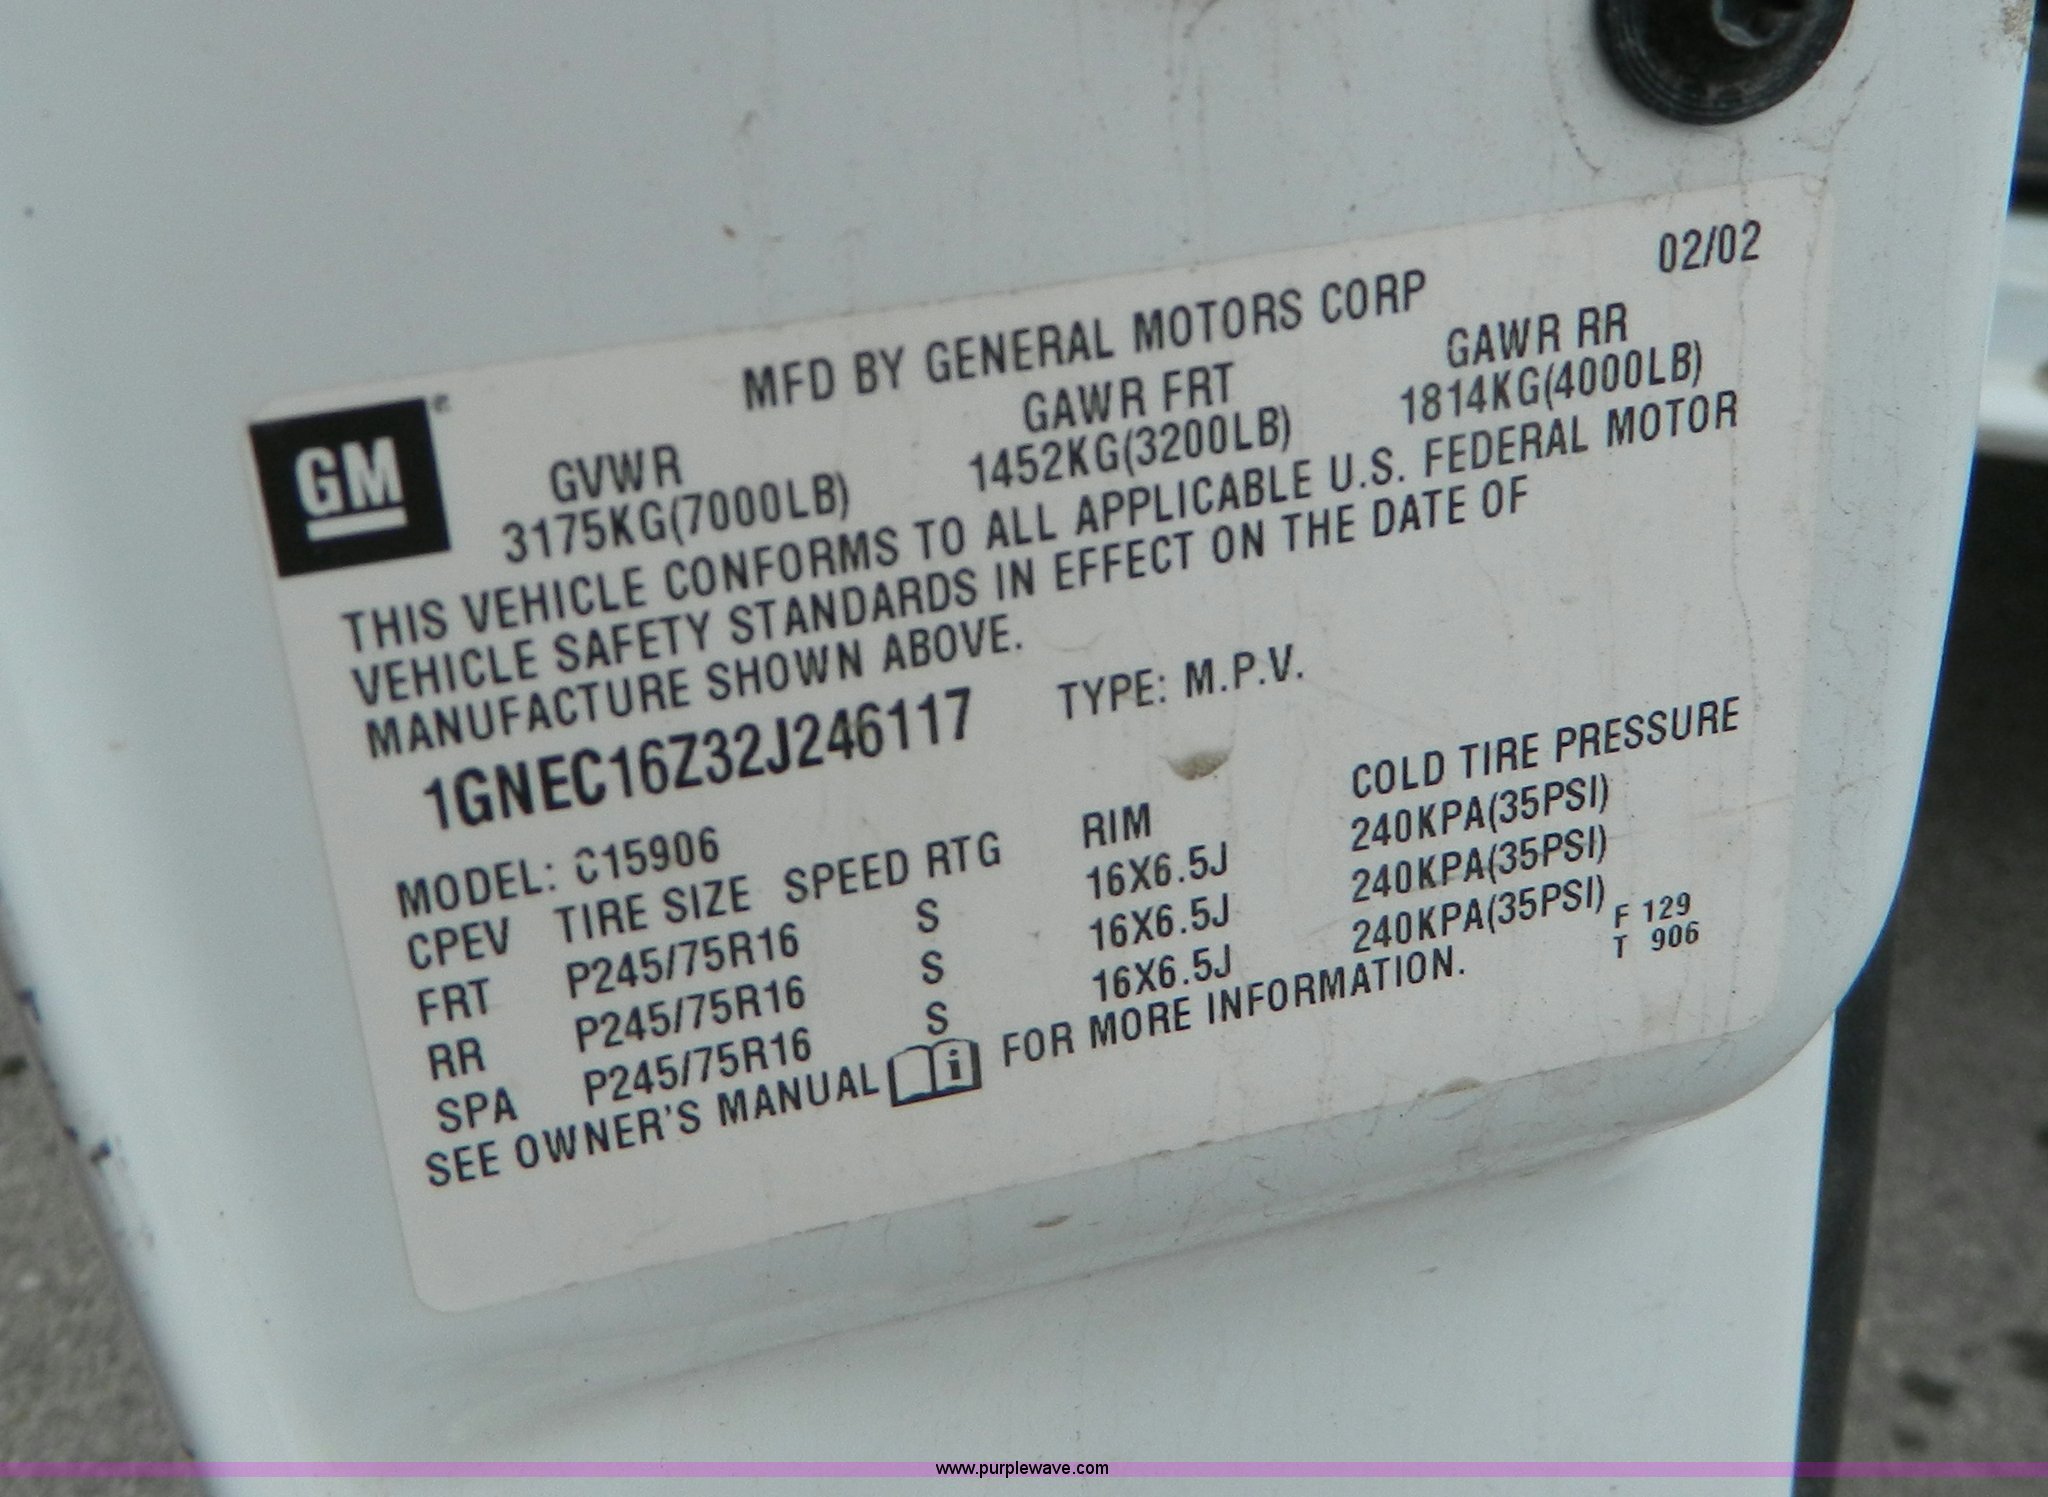 02/02
MFD BY GENERAL MOTORS CORP
GM
GVWR GAWR FRT GAWR RR
3175KG(7000LB) 1452KG(3200LB) 1814KG(4000LB)
THIS VEHICLE CONFORMS TO ALL APPLICABLE U.S. FEDERAL MOTOR
VEHICLE SAFETY STANDARDS IN EFFECT ON THE DATE OF
MANUFACTURE SHOWN ABOVE.
1GNEC16Z32J246117 TYPE: M.P.V.
MODEL: C15906
CPEV TIRE SIZE SPEED RTG RIM COLD TIRE PRESSURE
FRT P245/75R16 S 16X6.5J 240KPA(35PSI)
RR P245/75R16 S 16X6.5J 240KPA(35PSI)
SPA P245/75R16 S 16X6.5J 240KPA(35PSI)
SEE OWNER'S MANUAL i FOR MORE INFORMATION.
F 129
T 906
www.purplewave.com